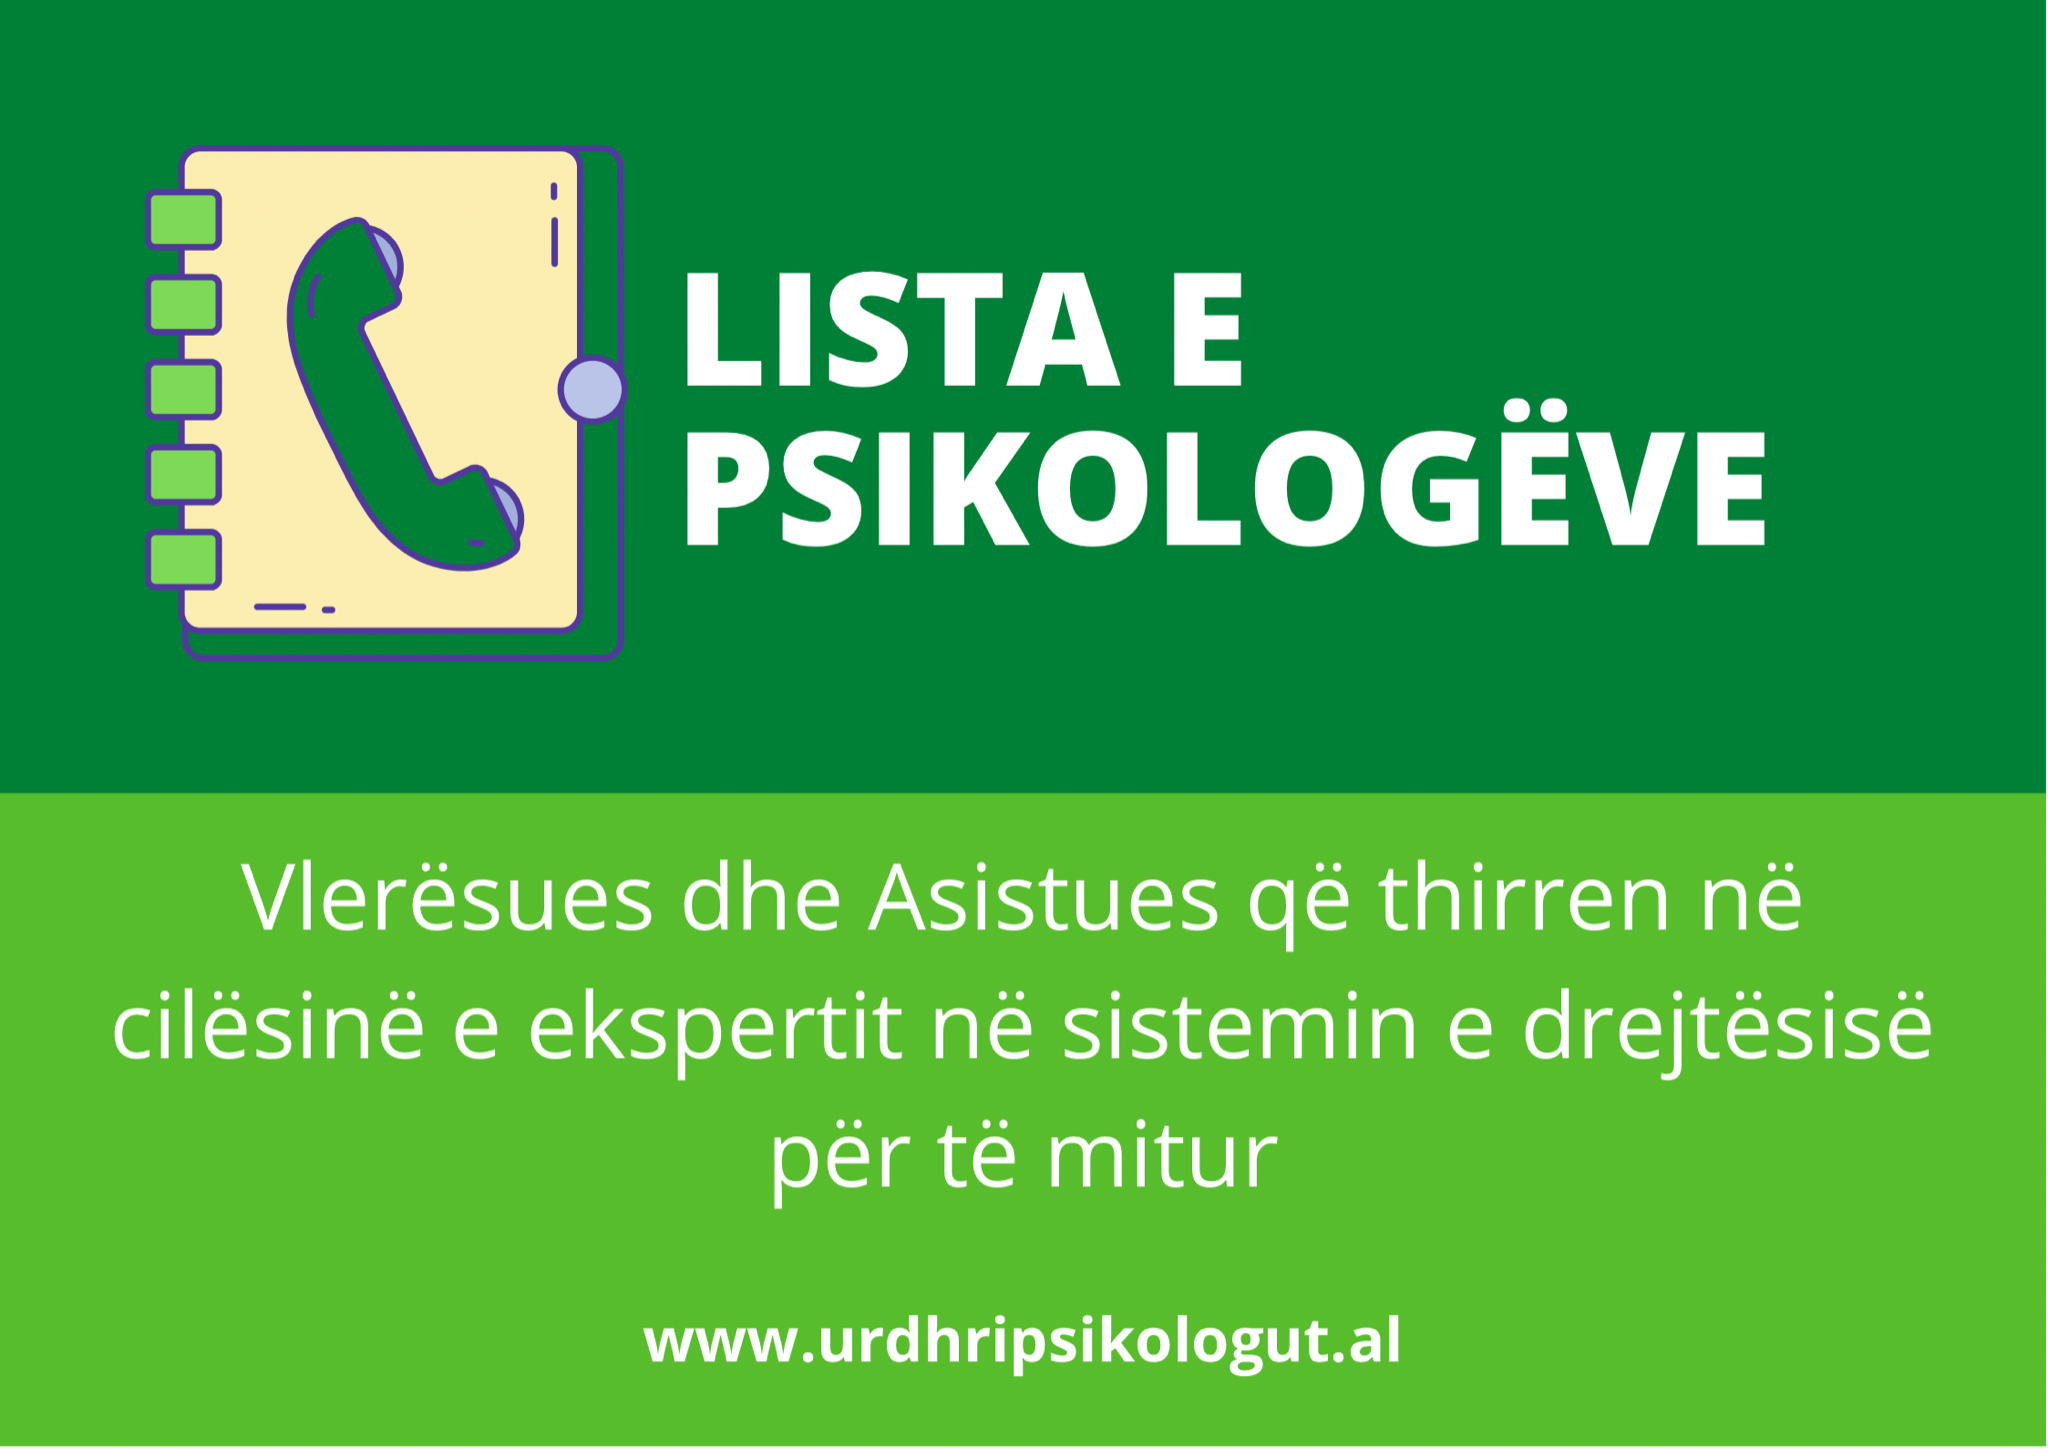 LISTA E
PSIKOLOGËVE
Vlerësues dhe Asistues që thirren në
cilësinë e ekspertit në sistemin e drejtësisë
për të mitur
www.urdhripsikologut.al